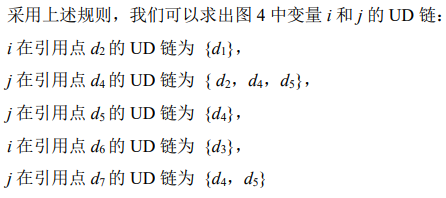 采用上述规则，我们可以求出图 4 中变量 i 和 j 的 UD 链：
i 在引用点 d2 的 UD 链为 {d1}，
j 在引用点 d4 的 UD 链为 { d2，d4，d5}，
j 在引用点 d5 的 UD 链为 {d4}，
i 在引用点 d6 的 UD 链为 {d3}，
j 在引用点 d7 的 UD 链为 {d4，d5}